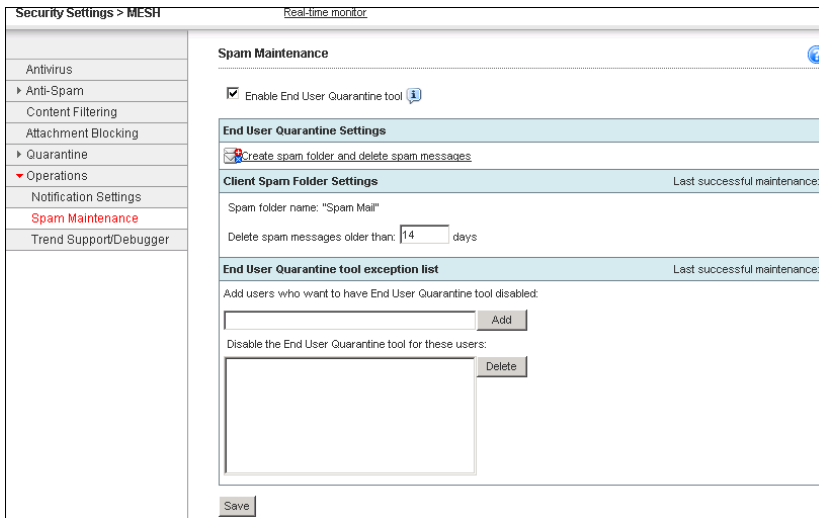 Security Settings > MESH
Real-time monitor
Antivirus
Anti-Spam
Content Filtering
Attachment Blocking
Quarantine
Operations
Notification Settings
Spam Maintenance
Trend Support/Debugger
Spam Maintenance
Enable End User Quarantine tool
End User Quarantine Settings
Create spam folder and delete spam messages
Client Spam Folder Settings Last successful maintenance:
Spam folder name: "Spam Mail"
Delete spam messages older than: 14 days
End User Quarantine tool exception list Last successful maintenance:
Add users who want to have End User Quarantine tool disabled:
Add
Disable the End User Quarantine tool for these users:
Delete
Save